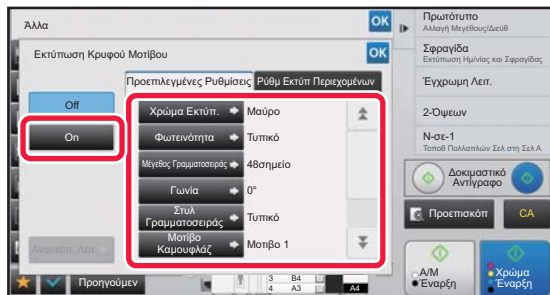 Άλλα
OK
Εκτύπωση Κρυφού Μοτίβου
OK
Προεπιλεγμένες Ρυθμίσεις
Ρύθμ Εκτύπ Περιεχομένων
Off
On
Χρώμα Εκτύπ.
Μαύρο
Φωτεινότητα
Τυπικό
Μέγεθος Γραμματοσειράς
48σημείο
Γωνία
0°
Στυλ
Γραμματοσειράς
Τυπικό
Μοτίβο
Καμουφλάζ
Μοτιβο 1
Ανασκόπ. Λειτ.
Προηγούμεν
3 B4
4 A3
A4
Πρωτότυπο
Αλλαγή Μεγέθους/Διεύθ
Σφραγίδα
Εκτύπωση Ημ/νίας και Σφραγίδας
Έγχρωμη Λειτ.
2-Όψεων
N-σε-1
Τοποθ Πολλαπλών Σελ στη Σελ Α
Δοκιμαστικό
Αντίγραφο
Προεπισκόπ
CA
Α/Μ
Έναρξη
Χρώμα
Έναρξη